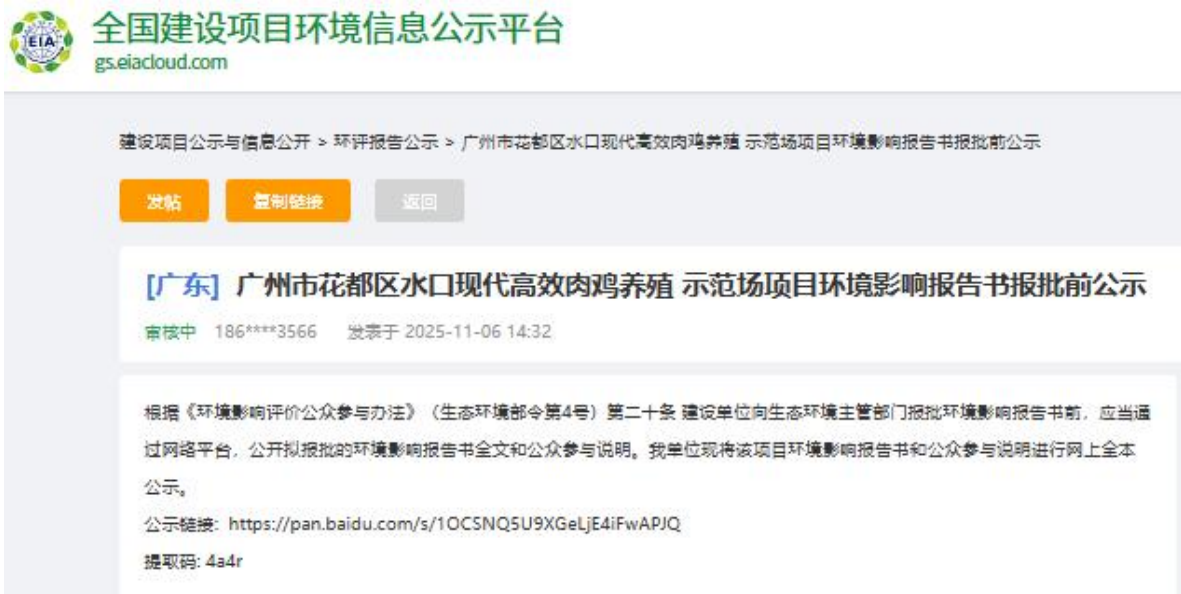 EIA
全国建设项目环境信息公示平台
gs.eiacloud.com
建设项目公示与信息公开 > 环评报告公示 > 广州市花都区水口现代高效肉鸡养殖 示范场项目环境影响报告书报批前公示
发帖 复制链接 返回
[广东] 广州市花都区水口现代高效肉鸡养殖 示范场项目环境影响报告书报批前公示
审核中 186****3566 发表于 2025-11-06 14:32
根据《环境影响评价公众参与办法》（生态环境部令第4号）第二十条 建设单位向生态环境主管部门报批环境影响报告书前，应当通
过网络平台，公开拟报批的环境影响报告书全文和公众参与说明。我单位现将该项目环境影响报告书和公众参与说明进行网上全本
公示。
公示链接: https://pan.baidu.com/s/1OCSNQ5U9XGeLjE4iFwAPJQ
提取码: 4a4r